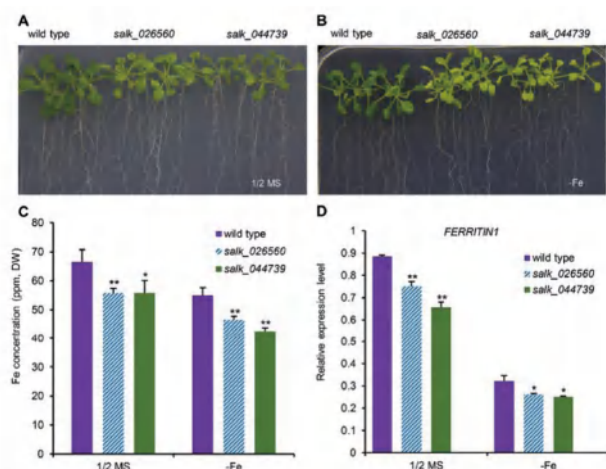 A
wild type salk_026560 salk_044739
1/2 MS
B
wild type salk_026560 salk_044739
-Fe
C
Fe concentration (ppm, DW)
80
70
60
50
40
30
20
10
0
wild type
salk_026560
salk_044739
**
*
**
**
1/2 MS -Fe
D
FERRITIN1
Relative expression level
1
0.9
0.8
0.7
0.6
0.5
0.4
0.3
0.2
0.1
0
wild type
salk_026560
salk_044739
**
**
*
*
1/2 MS -Fe